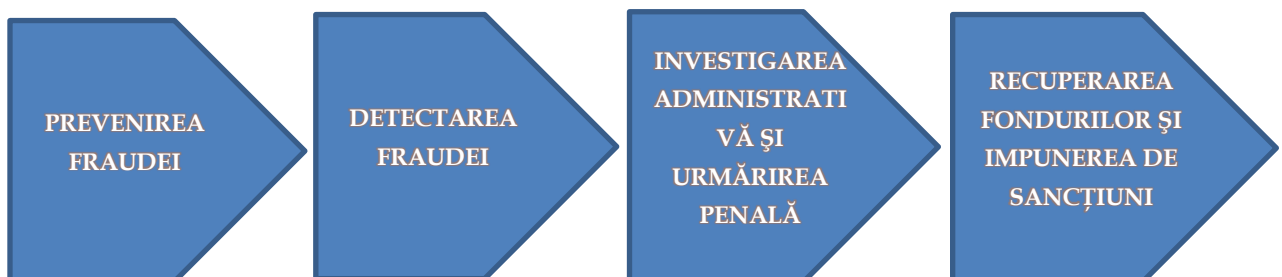 PREVENIREA
FRAUDEI
DETECTAREA
FRAUDEI
INVESTIGAREA
ADMINISTRATI
VĂ ŞI
URMĂRIREA
PENALĂ
RECUPERAREA
FONDURILOR ŞI
IMPUNEREA DE
SANCȚIUNI